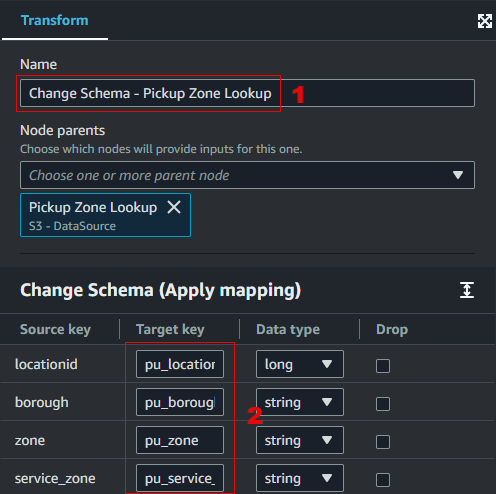 Transform
Name
Change Schema - Pickup Zone Lookup
1
Node parents
Choose which nodes will provide inputs for this one.
Choose one or more parent node
Pickup Zone Lookup
S3 - DataSource
Change Schema (Apply mapping)
Source key Target key Data type Drop
locationid pu_location long
borough pu_boroug string
2
zone pu_zone string
service_zone pu_service_ string